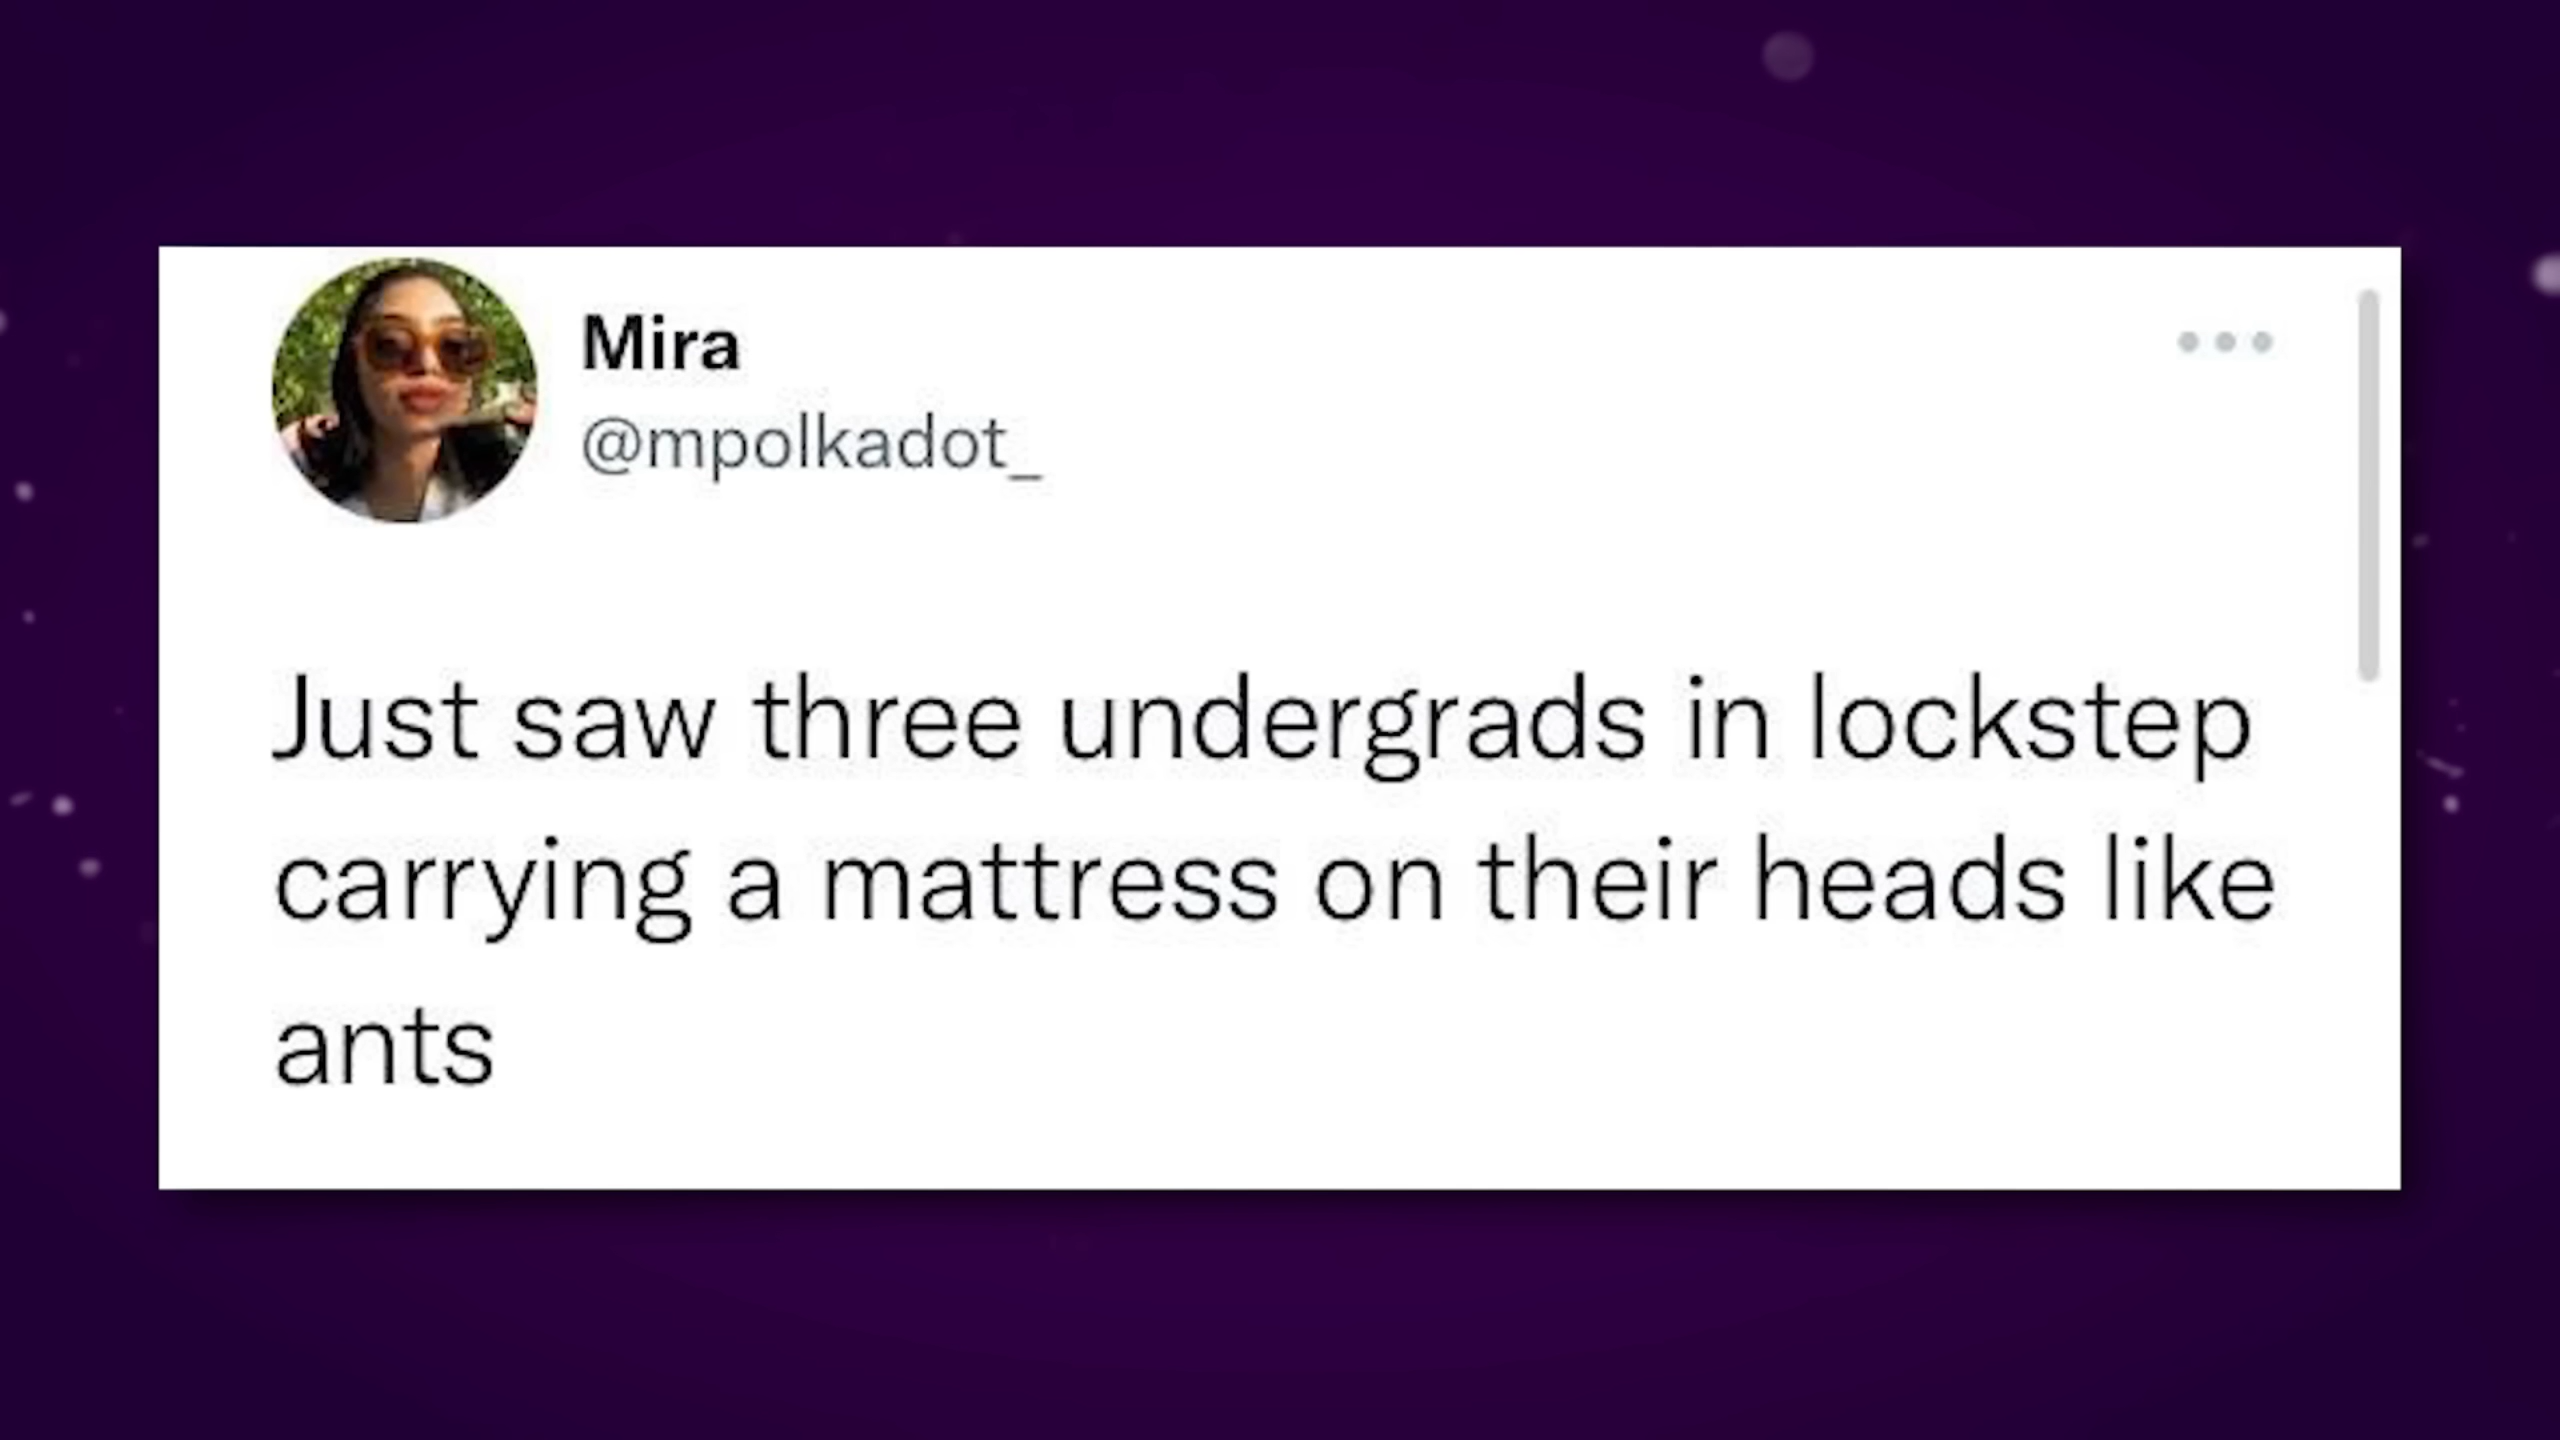 Mira
@mpolkadot_
Just saw three undergrads in lockstep
carrying a mattress on their heads like
ants